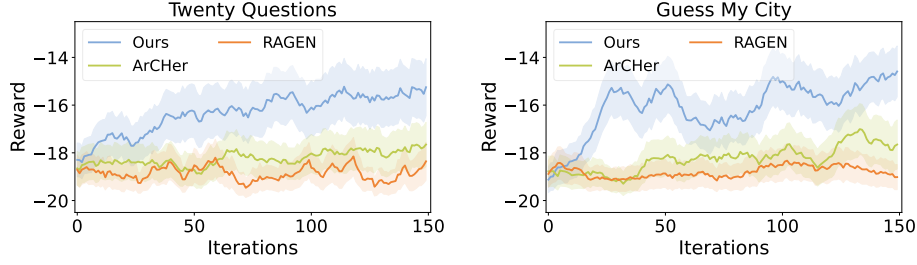 Twenty Questions
Ours
RAGEN
ArCHer
−14
−16
−18
−20
Reward
0
50
100
150
Iterations
Guess My City
Ours
RAGEN
ArCHer
−14
−16
−18
−20
Reward
0
50
100
150
Iterations